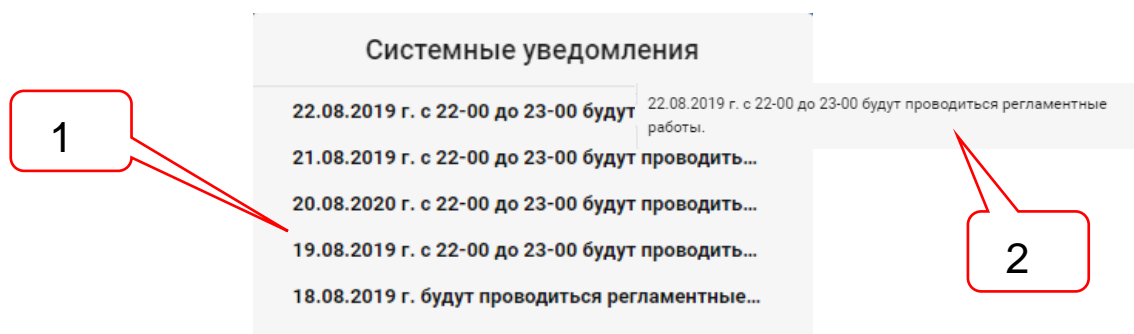 Системные уведомления
22.08.2019 г. с 22-00 до 23-00 будут
22.08.2019 г. с 22-00 до 23-00 будут проводиться регламентные
работы.
1
21.08.2019 г. с 22-00 до 23-00 будут проводить...
20.08.2020 г. с 22-00 до 23-00 будут проводить...
19.08.2019 г. с 22-00 до 23-00 будут проводить...
2
18.08.2019 г. будут проводиться регламентные...